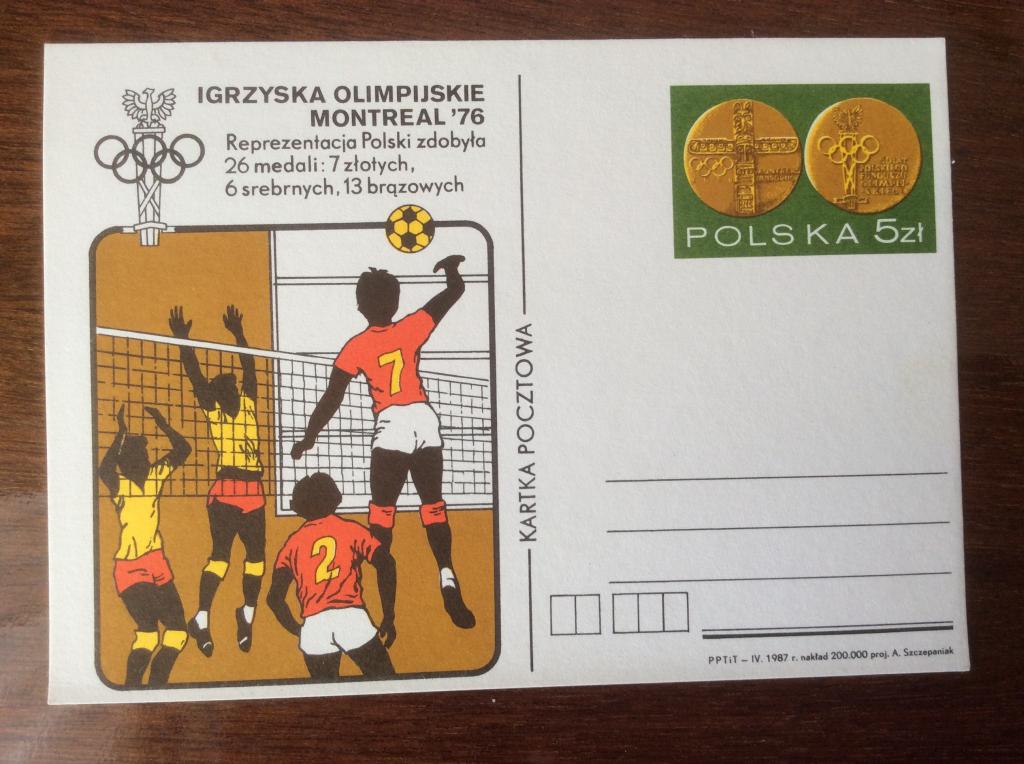 IGRZYSKA OLIMPIJSKIE
MONTREAL '76
Reprezentacja Polski zdobyła
26 medali: 7 złotych,
6 srebrnych, 13 brązowych
7
2
KARTKA POCZTOWA
POLSKA 5zł
PPTiT – IV. 1987 r. nakład 200.000 proj. A. Szczepaniak